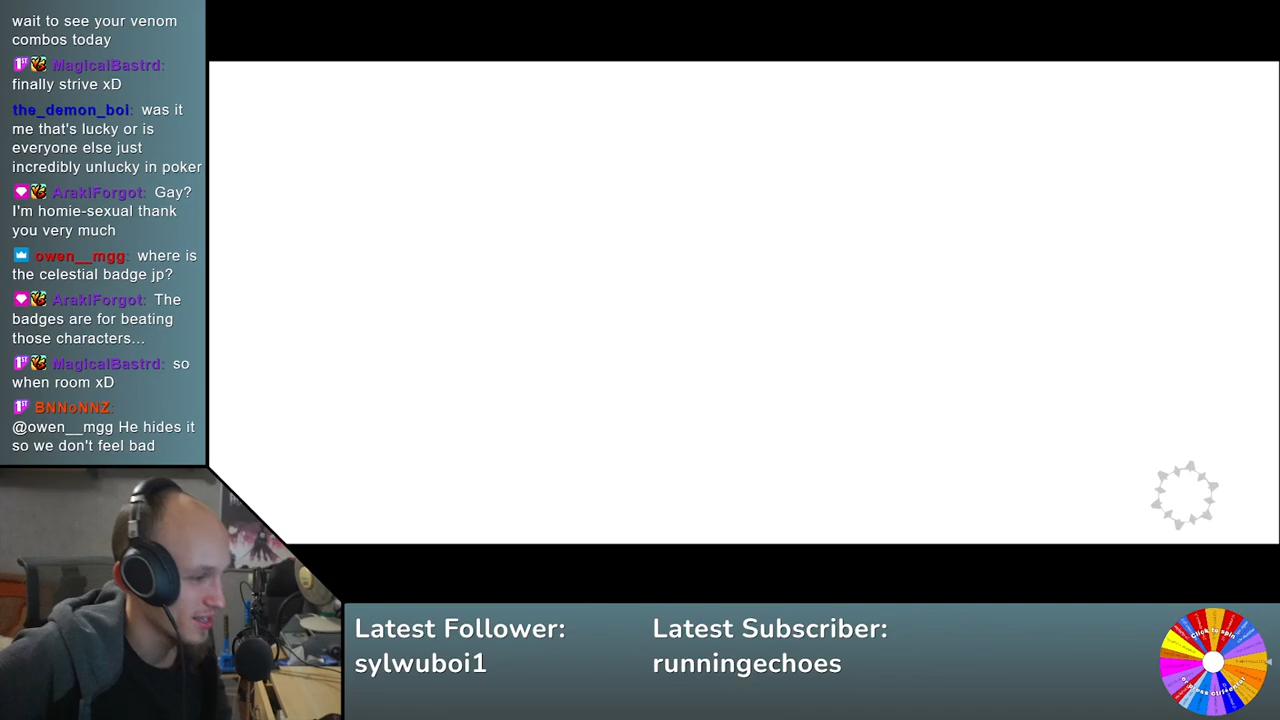 wait to see your venom
combos today
MagicalBastrd:
finally strive xD
the_demon_boi: was it
me that's lucky or is
everyone else just
incredibly unlucky in poker
ArakiForgot: Gay?
I'm homie-sexual thank
you very much
owen__mgg: where is
the celestial badge jp?
ArakiForgot: The
badges are for beating
those characters...
MagicalBastrd: so
when room xD
BNNoNNZ:
@owen__mgg He hides it
so we don't feel bad
Latest Follower:
sylwuboi1
Latest Subscriber:
runningechoes
Click to spin